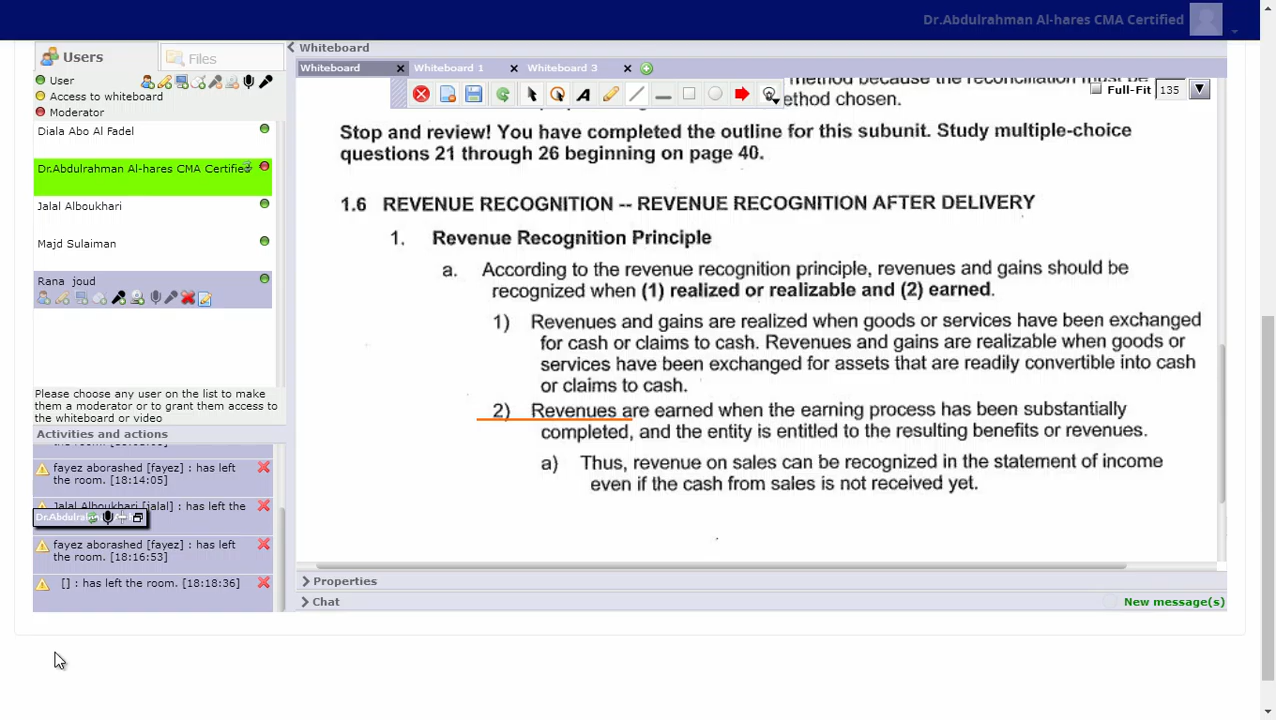 Dr.Abdulrahman Al-hares CMA Certified
Users
Files
User
Access to whiteboard
Moderator
Diala Abo Al Fadel
Dr.Abdulrahman Al-hares CMA Certified
Jalal Alboukhari
Majd Sulaiman
Rana joud
Please choose any user on the list to make
them a moderator or to grant them access to
the whiteboard or video
Activities and actions
fayez aborashed [fayez] : has left
the room. [18:14:05]
Jalal Alboukhari [jalal] : has left the
fayez aborashed [fayez] : has left
the room. [18:16:53]
[] : has left the room. [18:18:36]
Whiteboard
Whiteboard
Whiteboard 1
Whiteboard 3
Full-Fit 135
method because the reconciliation must be
ethod chosen.
Stop and review! You have completed the outline for this subunit. Study multiple-choice
questions 21 through 26 beginning on page 40.
1.6 REVENUE RECOGNITION -- REVENUE RECOGNITION AFTER DELIVERY
1. Revenue Recognition Principle
a. According to the revenue recognition principle, revenues and gains should be
recognized when (1) realized or realizable and (2) earned.
1) Revenues and gains are realized when goods or services have been exchanged
for cash or claims to cash. Revenues and gains are realizable when goods or
services have been exchanged for assets that are readily convertible into cash
or claims to cash.
2) Revenues are earned when the earning process has been substantially
completed, and the entity is entitled to the resulting benefits or revenues.
a) Thus, revenue on sales can be recognized in the statement of income
even if the cash from sales is not received yet.
Properties
Chat
New message(s)